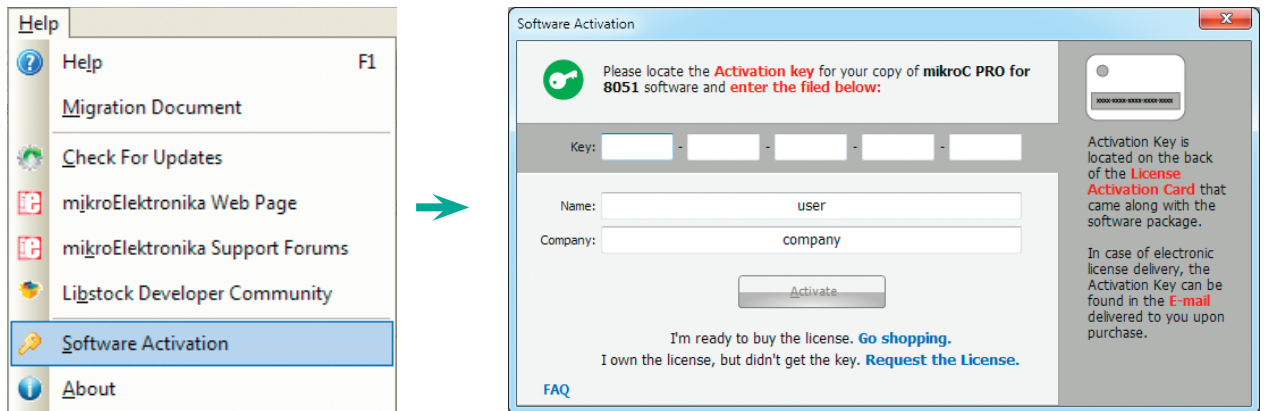 Help
Help F1
Migration Document
Check For Updates
mikroElektronika Web Page
mikroElektronika Support Forums
Libstock Developer Community
Software Activation
About
Software Activation
Please locate the Activation key for your copy of mikroC PRO for
8051 software and enter the filed below:
Key: - - - -
Name: user
Company: company
Activate
I'm ready to buy the license. Go shopping.
I own the license, but didn't get the key. Request the License.
FAQ
XXXX-XXXX-XXXX-XXXX-XXXX
Activation Key is
located on the back
of the License
Activation Card that
came along with the
software package.
In case of electronic
license delivery, the
Activation Key can be
found in the E-mail
delivered to you upon
purchase.